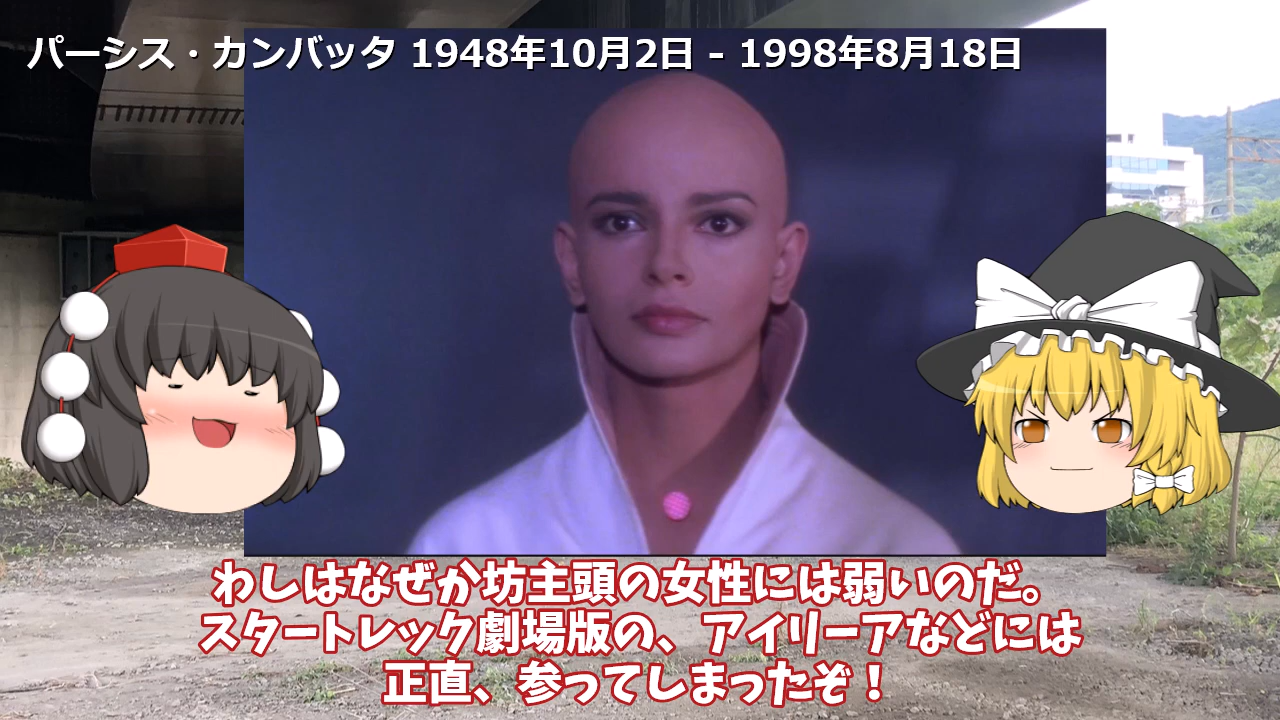 パーシス・カンバッタ 1948年10月2日 - 1998年8月18日
わしはなぜか坊主頭の女性には弱いのだ。
スタートレック劇場版の、アイリーアなどには
正直、参ってしまったぞ！